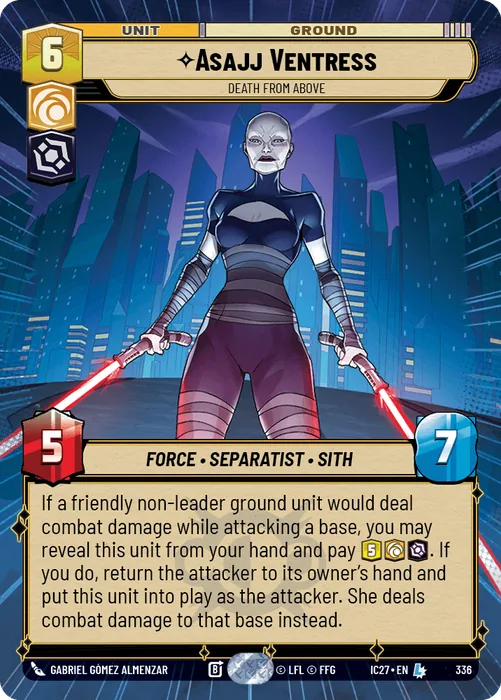 UNIT GROUND
6
✧ASAJJ VENTRESS
DEATH FROM ABOVE
5
7
FORCE • SEPARATIST • SITH
If a friendly non-leader ground unit would deal
combat damage while attacking a base, you may
reveal this unit from your hand and pay 5. If
you do, return the attacker to its owner's hand and
put this unit into play as the attacker. She deals
combat damage to that base instead.
GABRIEL GÓMEZ ALMENZAR © LFL © FFG IC27 • EN L 336